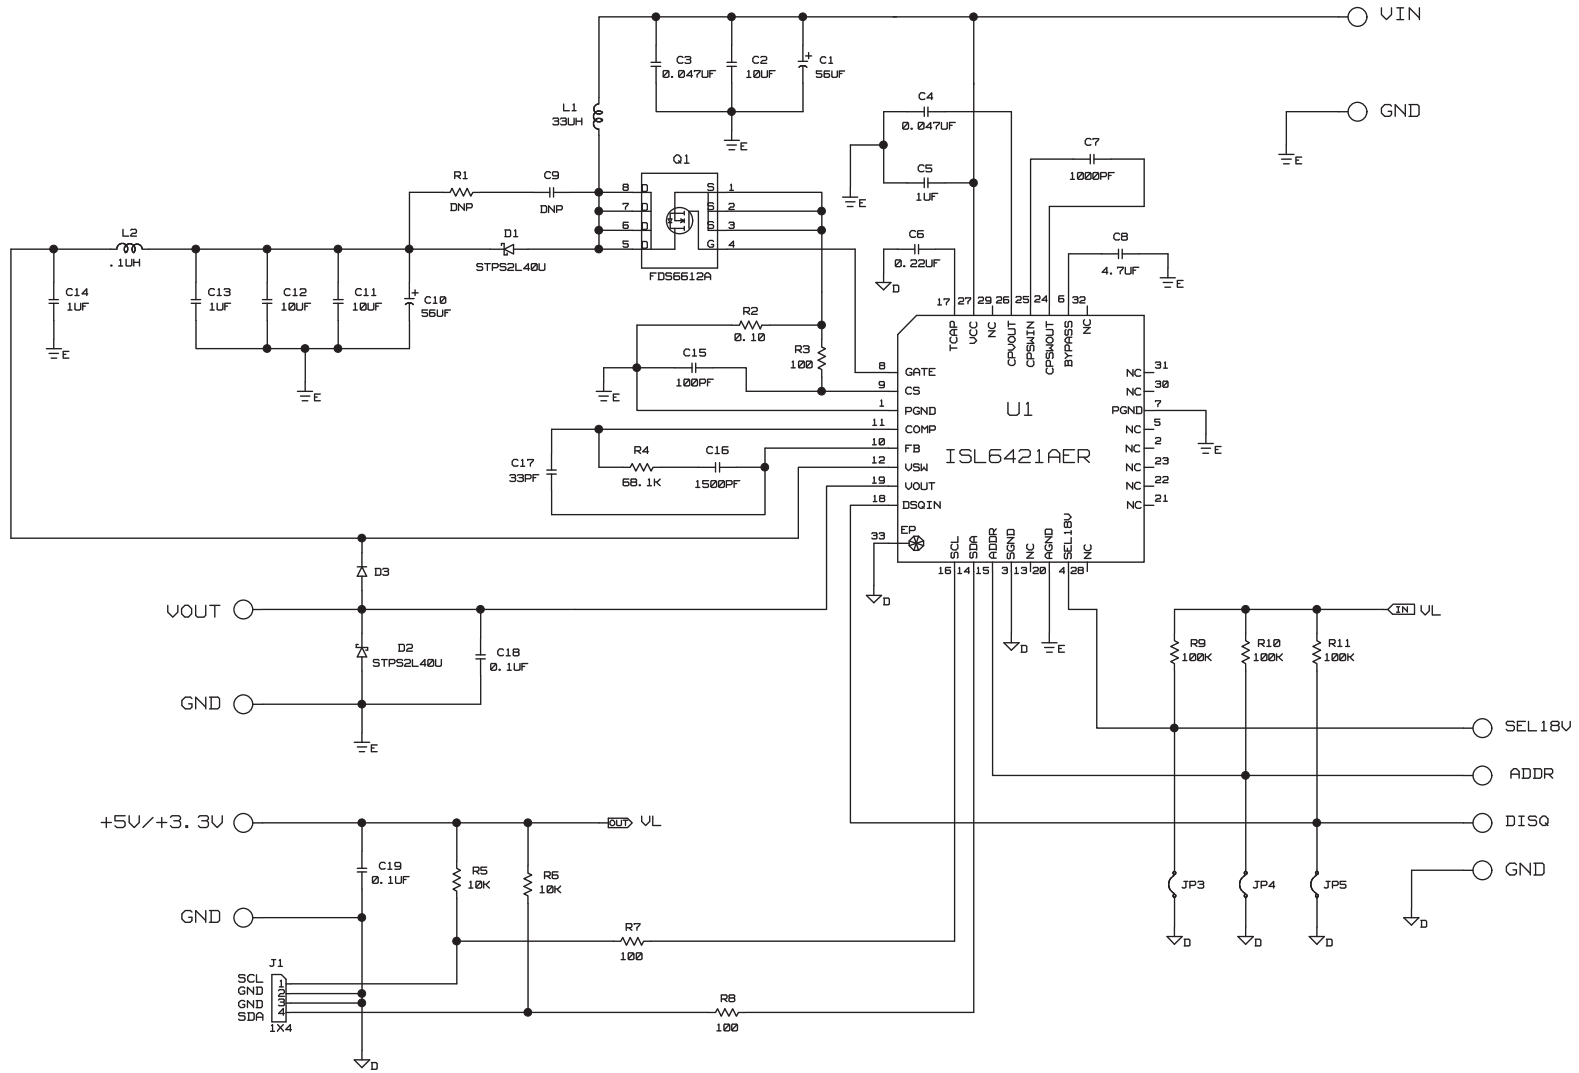 VIN
C3
0.047UF
C2
10UF
+
C1
56UF
E
GND
E
L1
33UH
C4
0.047UF
C5
1UF
E
C7
1000PF
R1
DNP
C9
DNP
Q1
8 D S 1
7 D S 2
6 D S 3
5 D G 4
FDS6612A
L2
.1UH
D1
STPS2L40U
C6
0.22UF
D
C8
4.7UF
E
C14
1UF
E
C13
1UF
C12
10UF
C11
10UF
+
C10
56UF
E
R2
0.10
R3
100
C15
100PF
E
17 27 29 26 25 24 6 32
TCAP VCC NC CPVOUT CPSWIN CPSWOUT BYPASS NC
8 GATE
9 CS
1 PGND
11 COMP
10 FB
12 VSW
19 VOUT
18 DSQIN
33 EP
D
U1
ISL6421AER
NC 31
NC 30
PGND 7
NC 5
NC 2
NC 23
NC 22
NC 21
E
SCL SDA ADDR SGND NC AGND SEL18V NC
16 14 15 3 13 20 4 28
D
E
C17
33PF
R4
68.1K
C16
1500PF
D3
VOUT
D2
STPS2L40U
C18
0.1UF
GND
E
IN VL
R9
100K
R10
100K
R11
100K
SEL18V
ADDR
DISQ
GND
D
JP3
JP4
JP5
D
D
D
+5V/+3.3V
OUT VL
C19
0.1UF
R5
10K
R6
10K
GND
R7
100
J1
SCL 1
GND 2
GND 3
SDA 4
1X4
R8
100
D